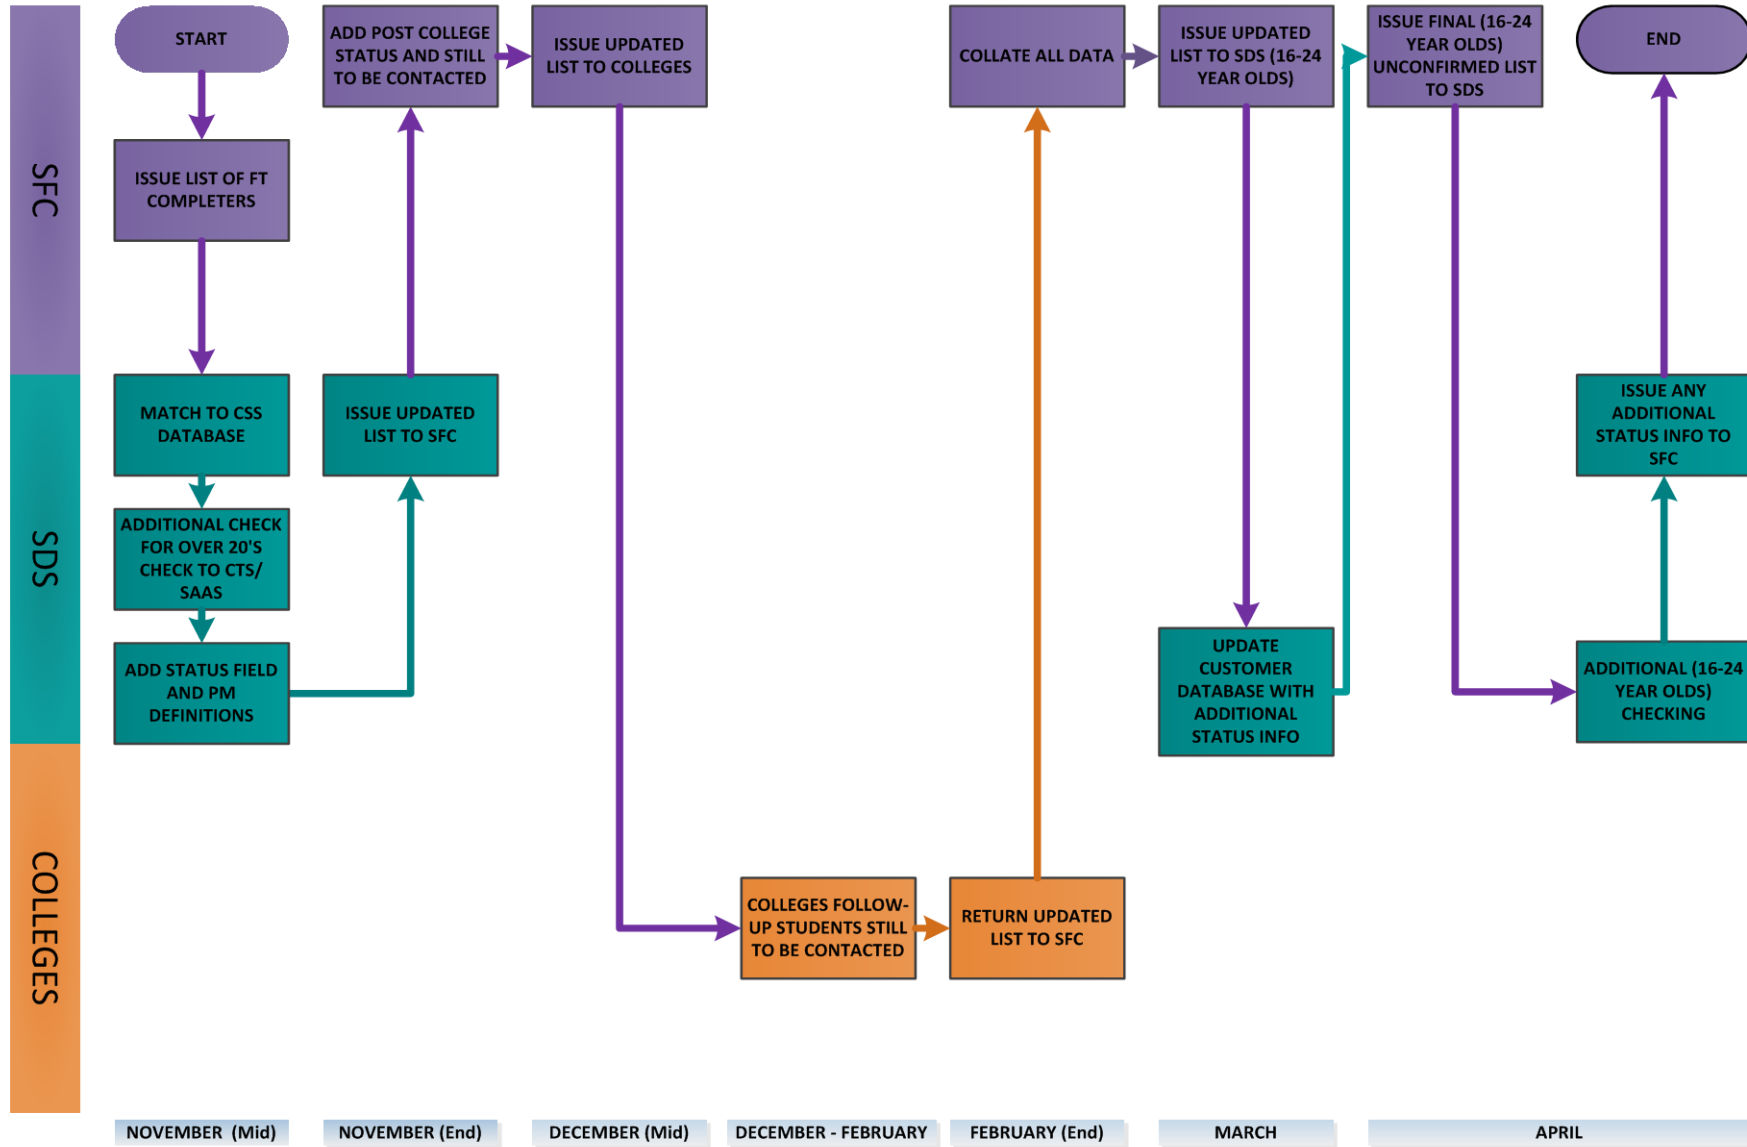 SFC
START
ISSUE LIST OF FT
COMPLETERS
ADD POST COLLEGE
STATUS AND STILL
TO BE CONTACTED
ISSUE UPDATED
LIST TO COLLEGES
COLLATE ALL DATA
ISSUE UPDATED
LIST TO SDS (16-24
YEAR OLDS)
ISSUE FINAL (16-24
YEAR OLDS)
UNCONFIRMED LIST
TO SDS
END
SDS
MATCH TO CSS
DATABASE
ADDITIONAL CHECK
FOR OVER 20'S
CHECK TO CTS/
SAAS
ADD STATUS FIELD
AND PM
DEFINITIONS
ISSUE UPDATED
LIST TO SFC
UPDATE
CUSTOMER
DATABASE WITH
ADDITIONAL
STATUS INFO
ISSUE ANY
ADDITIONAL
STATUS INFO TO
SFC
ADDITIONAL (16-24
YEAR OLDS)
CHECKING
COLLEGES
COLLEGES FOLLOW-
UP STUDENTS STILL
TO BE CONTACTED
RETURN UPDATED
LIST TO SFC
NOVEMBER (Mid)
NOVEMBER (End)
DECEMBER (Mid)
DECEMBER - FEBRUARY
FEBRUARY (End)
MARCH
APRIL